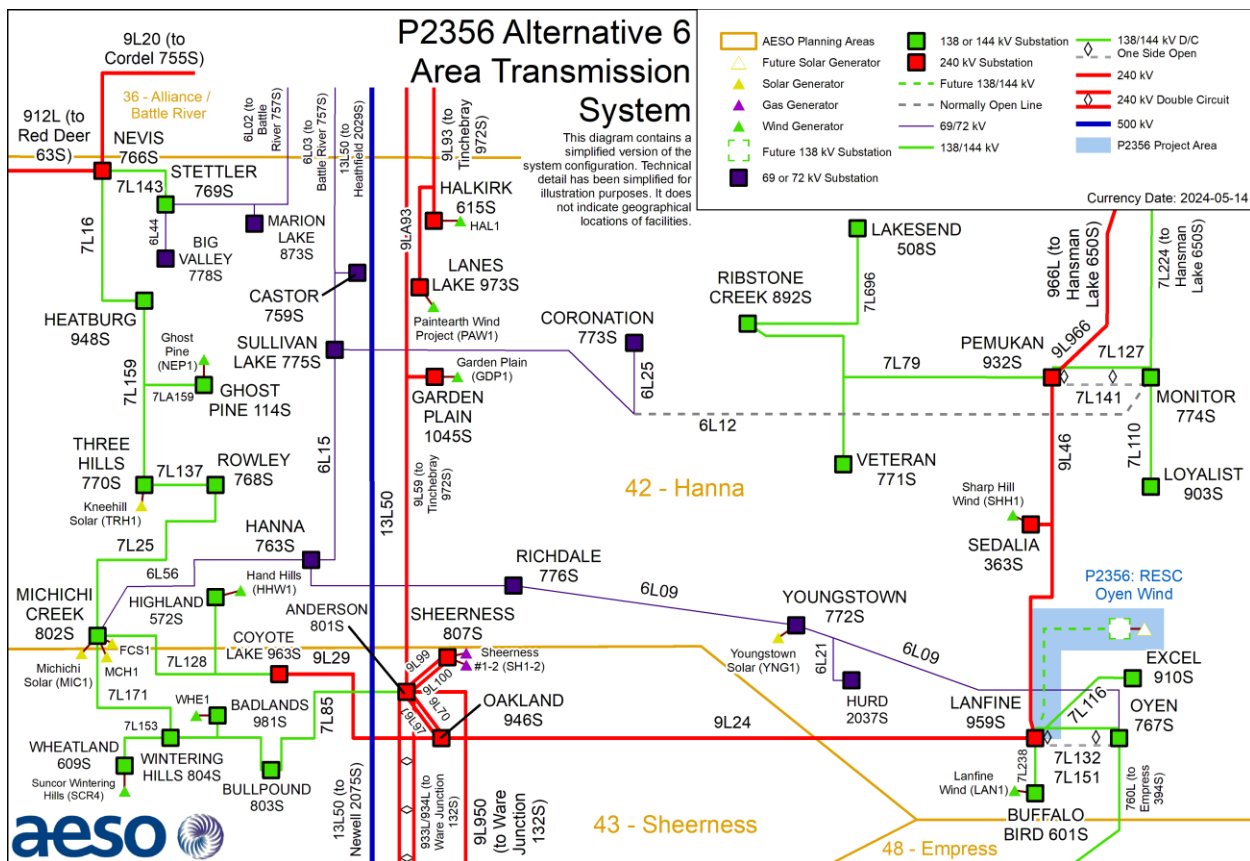 P2356 Alternative 6
Area Transmission
System
This diagram contains a
simplified version of the
system configuration. Technical
detail has been simplified for
illustration purposes. It does
not indicate geographical
locations of facilities.
AESO Planning Areas
Future Solar Generator
Solar Generator
Gas Generator
Wind Generator
Future 138 kV Substation
69 or 72 kV Substation
138 or 144 kV Substation
240 kV Substation
Future 138/144 kV
Normally Open Line
69/72 kV
138/144 kV
138/144 kV D/C
One Side Open
240 kV
240 kV Double Circuit
500 kV
P2356 Project Area
Currency Date: 2024-05-14
9L20 (to
Cordel 755S)
36 - Alliance /
Battle River
912L (to
Red Deer
63S)
NEVIS
766S
7L143
STETTLER
769S
6L02 (to
Battle
River 757S)
6L03 (to
Battle River 757S)
13L50 (to
Heathfield 2029S)
9L93 (to
Tinchebray
972S)
7L16
6L44
BIG
VALLEY
778S
MARION
LAKE
873S
HALKIRK
615S
HAL1
9LA93
LANES
LAKE 973S
Paintearth Wind
Project (PAW1)
CASTOR
759S
HEATBURG
948S
SULLIVAN
LAKE 775S
Ghost
Pine
(NEP1)
7L159
7LA159
GHOST
PINE 114S
Garden Plain
(GDP1)
GARDEN
PLAIN
1045S
CORONATION
773S
6L25
6L12
LAKESEND
508S
7L696
RIBSTONE
CREEK 892S
7L79
VETERAN
771S
966L (to
Hansman
Lake 650S)
7L224 (to
Hansman
Lake 650S)
9L966
PEMUKAN
932S
7L127
7L141
MONITOR
774S
7L110
LOYALIST
903S
9L46
THREE
HILLS
770S
7L137
ROWLEY
768S
Kneehill
Solar (TRH1)
7L25
6L15
13L50
9L59 (to
Tinchebray
972S)
42 - Hanna
Sharp Hill
Wind (SHH1)
SEDALIA
363S
HANNA
763S
6L56
RICHDALE
776S
6L09
MICHICHI
CREEK
802S
HIGHLAND
572S
Hand Hills
(HHW1)
ANDERSON
801S
SHEERNESS
807S
Sheerness
#1-2 (SH1-2)
YOUNGSTOWN
772S
Youngstown
Solar (YNG1)
6L21
HURD
2037S
6L09
P2356: RESC
Oyen Wind
FCS1
MCH1
Michichi
Solar (MIC1)
7L128
COYOTE
LAKE 963S
9L29
9L99
9L100
9L70
9L97
OAKLAND
946S
9L24
LANFINE
959S
EXCEL
910S
7L116
OYEN
767S
7L171
WHE1
BADLANDS
981S
7L85
7L153
WHEATLAND
609S
WINTERING
HILLS 804S
Suncor Wintering
Hills (SCR4)
BULLPOUND
803S
13L50 (to
Newell 2075S)
933L/934L (to
Ware Junction
132S)
9L950
(to Ware
Junction
132S)
7L132
7L151
7L238
Lanfine
Wind (LAN1)
BUFFALO
BIRD 601S
760L (to
Empress
394S)
43 - Sheerness
48 - Empress
aeso